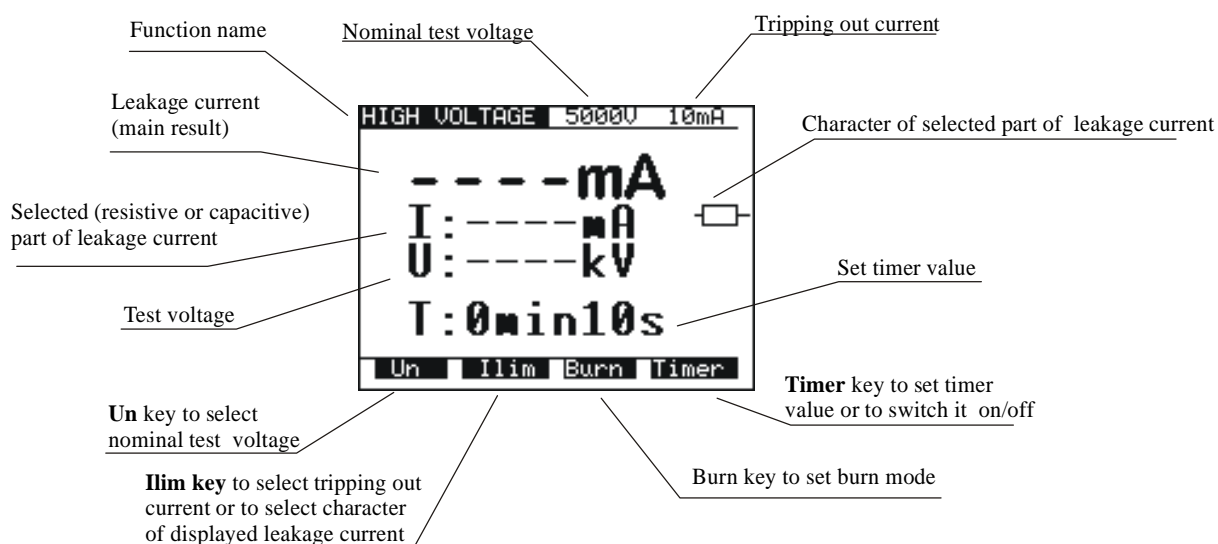 Function name
Nominal test voltage
Tripping out current
Leakage current
(main result)
HIGH VOLTAGE 5000V 10mA
Character of selected part of leakage current
----mA
Selected (resistive or capacitive)
part of leakage current
I:----mA
U:----kV
Set timer value
Test voltage
T:0min10s
Un Ilim Burn Timer
Timer key to set timer
value or to switch it on/off
Un key to select
nominal test voltage
Ilim key to select tripping out
current or to select character
of displayed leakage current
Burn key to set burn mode